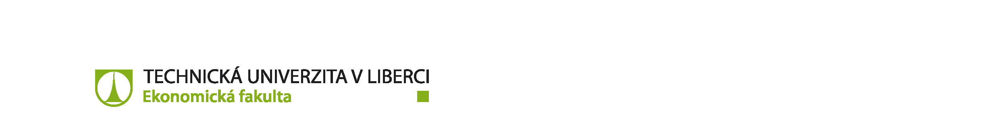 TECHNICKÁ UNIVERZITA V LIBERCI
Ekonomická fakulta